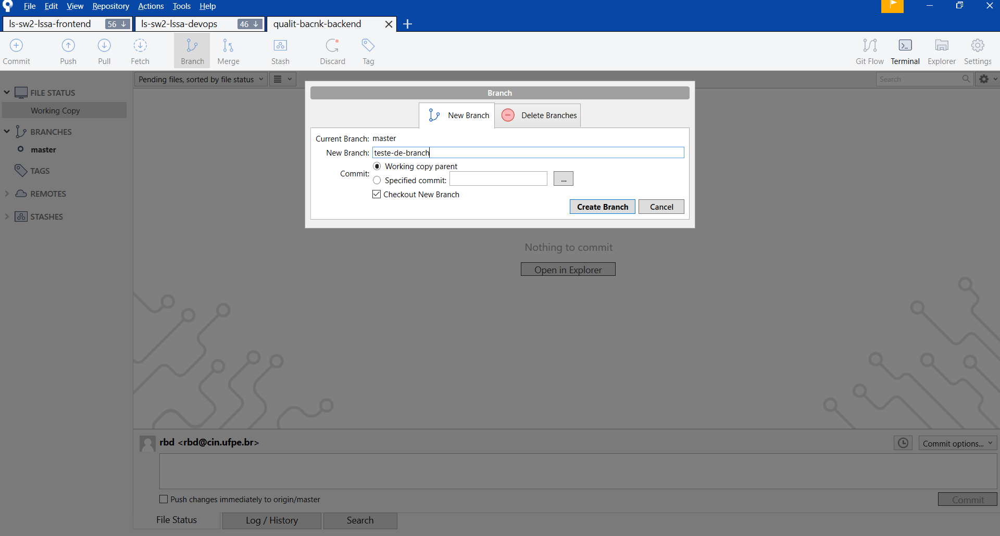 File Edit View Repository Actions Tools Help
ls-sw2-lssa-frontend 56 ls-sw2-lssa-devops 46 qualit-bacnk-backend
Commit Push Pull Fetch Branch Merge Stash Discard Tag Git Flow Terminal Explorer Settings
Pending files, sorted by file status Search
FILE STATUS
Working Copy
BRANCHES
master
TAGS
REMOTES
STASHES
Branch
New Branch Delete Branches
Current Branch: master
New Branch: teste-de-branch
Commit: Working copy parent
Specified commit: ...
Checkout New Branch
Create Branch Cancel
Nothing to commit
Open in Explorer
rbd <rbd@cin.ufpe.br> Commit options...
Push changes immediately to origin/master Commit
File Status Log / History Search